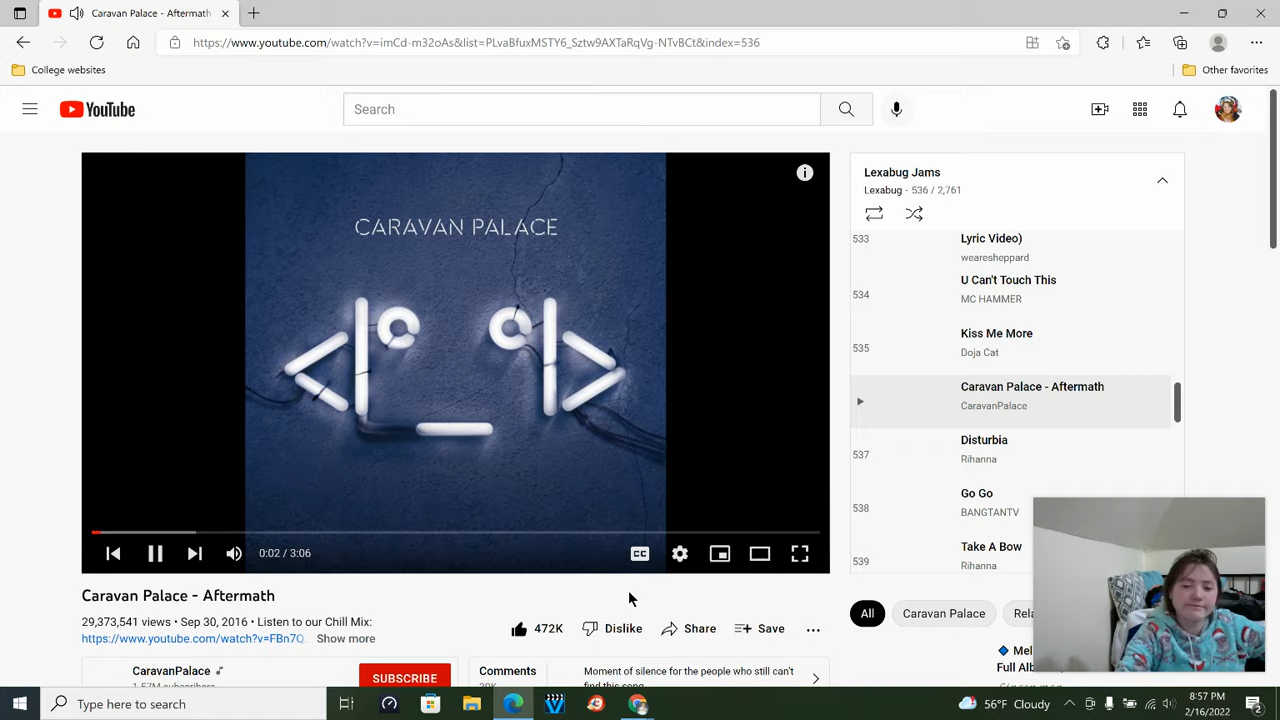 Caravan Palace - Aftermath
https://www.youtube.com/watch?v=imCd-m32oAs&list=PLvaBfuxMSTY6_Sztw9AXTaRqVg-NTvBCt&index=536
College websites
Other favorites
YouTube
Search
CARAVAN PALACE
0:02 / 3:06
CC
Lexabug Jams
Lexabug - 536 / 2,761
533
Lyric Video)
wearesheppard
534
U Can't Touch This
MC HAMMER
535
Kiss Me More
Doja Cat
Caravan Palace - Aftermath
CaravanPalace
537
Disturbia
Rihanna
538
Go Go
BANGTANTV
539
Take A Bow
Rihanna
Caravan Palace - Aftermath
29,373,541 views • Sep 30, 2016 • Listen to our Chill Mix:
https://www.youtube.com/watch?v=FBn7Q... Show more
472K
Dislike
Share
Save
All
Caravan Palace
CaravanPalace
SUBSCRIBE
Comments
Moment of silence for the people who still can't
find this song
Full
Type here to search
56°F Cloudy
8:57 PM
2/16/2022
2